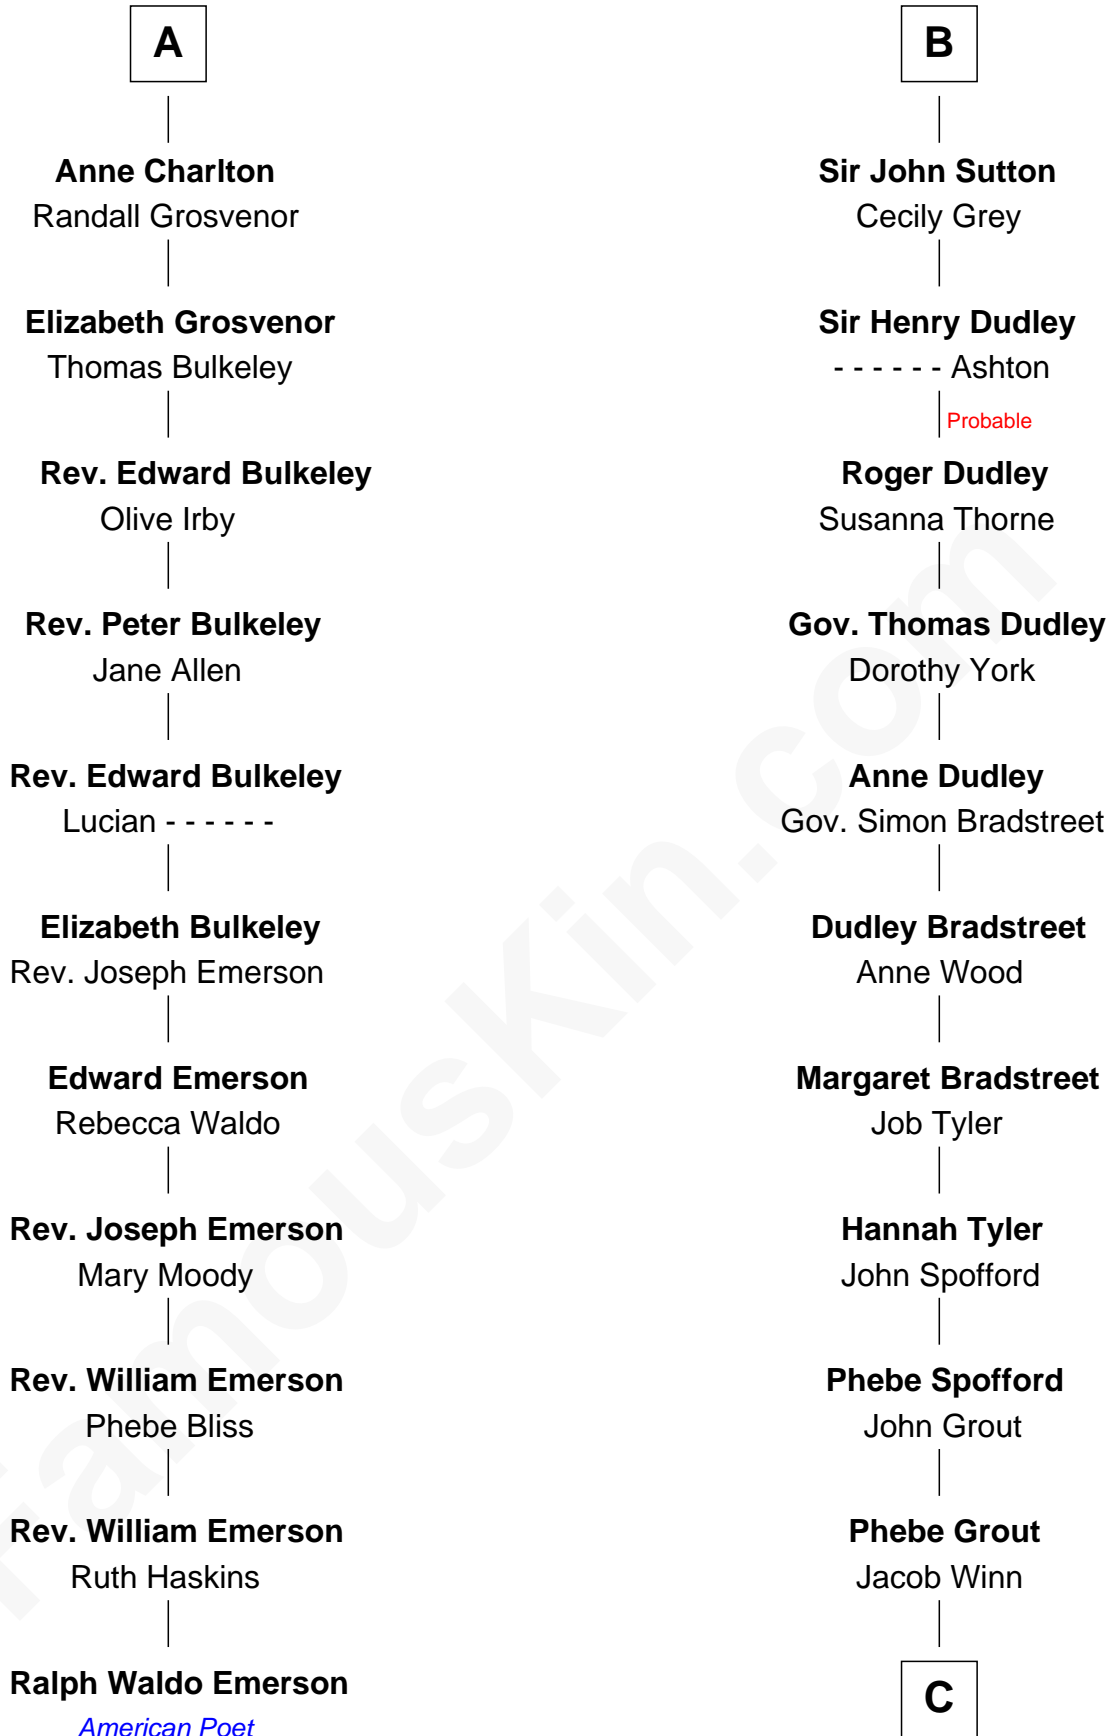 A
Anne Charlton
Randall Grosvenor
Elizabeth Grosvenor
Thomas Bulkeley
Rev. Edward Bulkeley
Olive Irby
Rev. Peter Bulkeley
Jane Allen
Rev. Edward Bulkeley
Lucian - - - - - -
Elizabeth Bulkeley
Rev. Joseph Emerson
Edward Emerson
Rebecca Waldo
Rev. Joseph Emerson
Mary Moody
Rev. William Emerson
Phebe Bliss
Rev. William Emerson
Ruth Haskins
Ralph Waldo Emerson
American Poet
B
Sir John Sutton
Cecily Grey
Sir Henry Dudley
- - - - - - Ashton
Probable
Roger Dudley
Susanna Thorne
Gov. Thomas Dudley
Dorothy York
Anne Dudley
Gov. Simon Bradstreet
Dudley Bradstreet
Anne Wood
Margaret Bradstreet
Job Tyler
Hannah Tyler
John Spofford
Phebe Spofford
John Grout
Phebe Grout
Jacob Winn
C
FamousKin.com